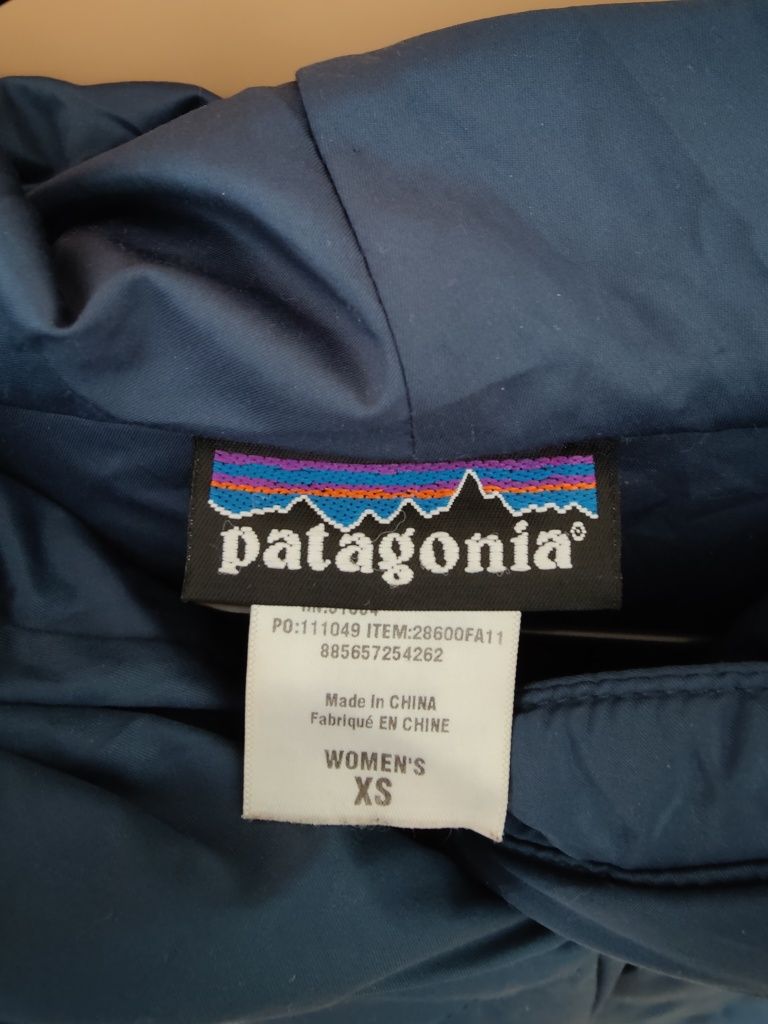 patagonia®
PO:111049 ITEM:28600FA11
885657254262
Made In CHINA
Fabriqué EN CHINE
WOMEN'S
XS